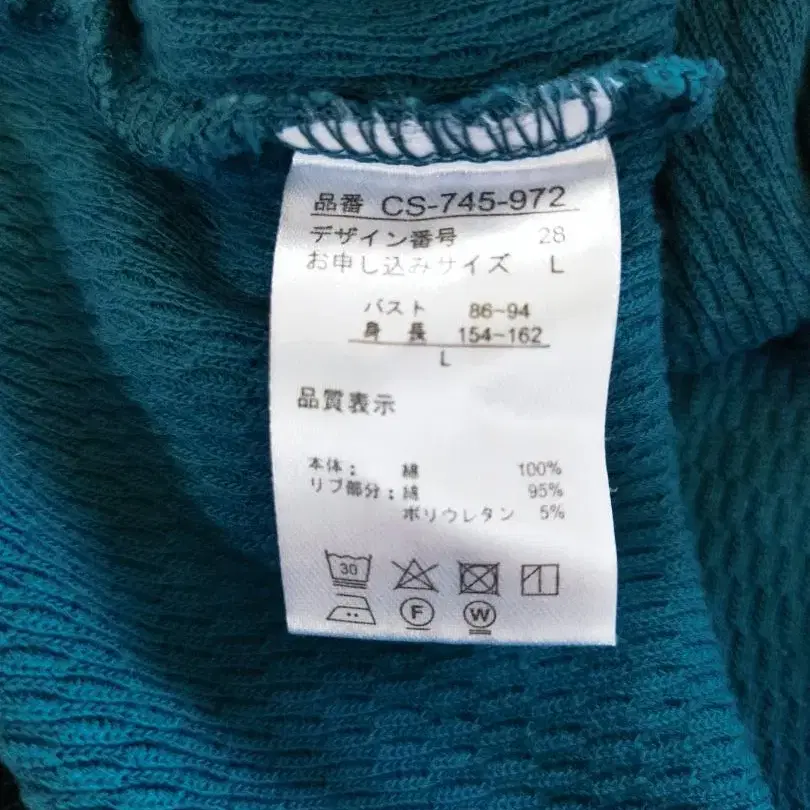 品番 CS-745-972
デザイン番号 28
お申し込みサイズ L
バスト 86~94
身長 154~162
L
品質表示
本体： 綿 100%
リブ部分：綿 95%
ポリウレタン 5%
30
F W